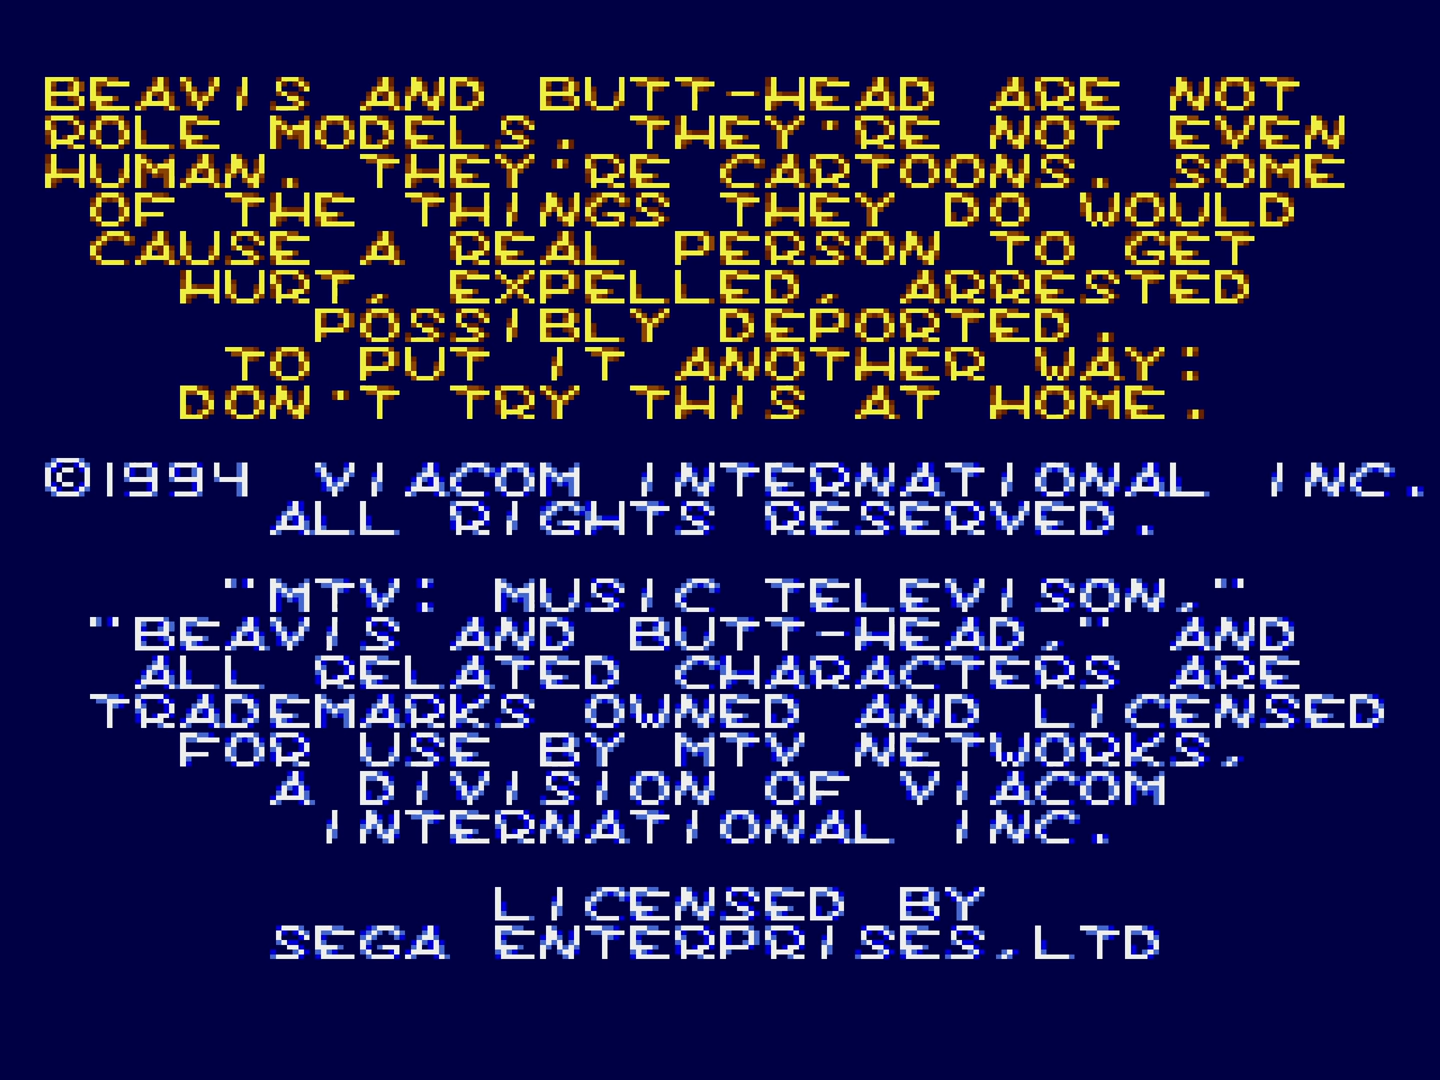 BEAVIS AND BUTT-HEAD ARE NOT
ROLE MODELS. THEY'RE NOT EVEN
HUMAN. THEY'RE CARTOONS. SOME
OF THE THINGS THEY DO WOULD
CAUSE A REAL PERSON TO GET
HURT, EXPELLED, ARRESTED
POSSIBLY DEPORTED.
TO PUT IT ANOTHER WAY:
DON'T TRY THIS AT HOME.
©1994 VIACOM INTERNATIONAL INC.
ALL RIGHTS RESERVED.
"MTV: MUSIC TELEVISON,"
"BEAVIS AND BUTT-HEAD," AND
ALL RELATED CHARACTERS ARE
TRADEMARKS OWNED AND LICENSED
FOR USE BY MTV NETWORKS,
A DIVISION OF VIACOM
INTERNATIONAL INC.
LICENSED BY
SEGA ENTERPRISES,LTD